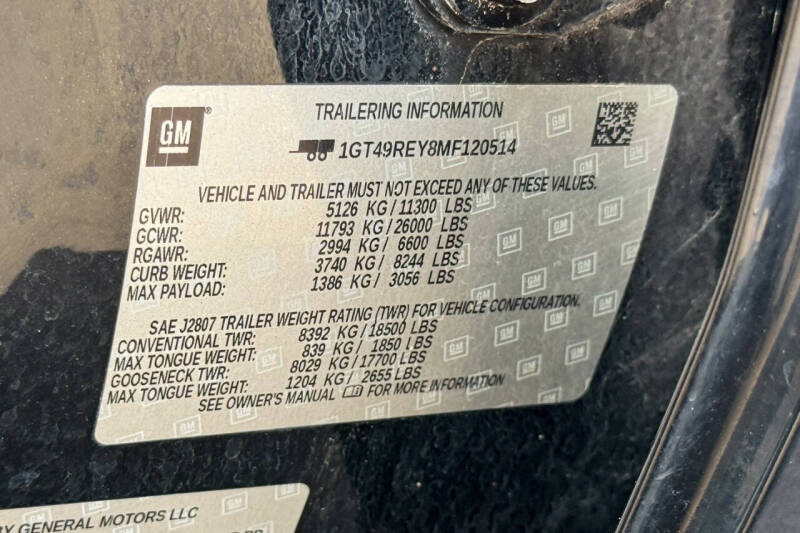 GM
TRAILERING INFORMATION
1GT49REY8MF120514
VEHICLE AND TRAILER MUST NOT EXCEED ANY OF THESE VALUES.
GVWR: 5126 KG / 11300 LBS
GCWR: 11793 KG / 26000 LBS
RGAWR: 2994 KG / 6600 LBS
CURB WEIGHT: 3740 KG / 8244 LBS
MAX PAYLOAD: 1386 KG / 3056 LBS
SAE J2807 TRAILER WEIGHT RATING (TWR) FOR VEHICLE CONFIGURATION.
CONVENTIONAL TWR: 8392 KG / 18500 LBS
MAX TONGUE WEIGHT: 839 KG / 1850 LBS
GOOSENECK TWR: 8029 KG / 17700 LBS
MAX TONGUE WEIGHT: 1204 KG / 2655 LBS
SEE OWNER'S MANUAL FOR MORE INFORMATION
BY GENERAL MOTORS LLC